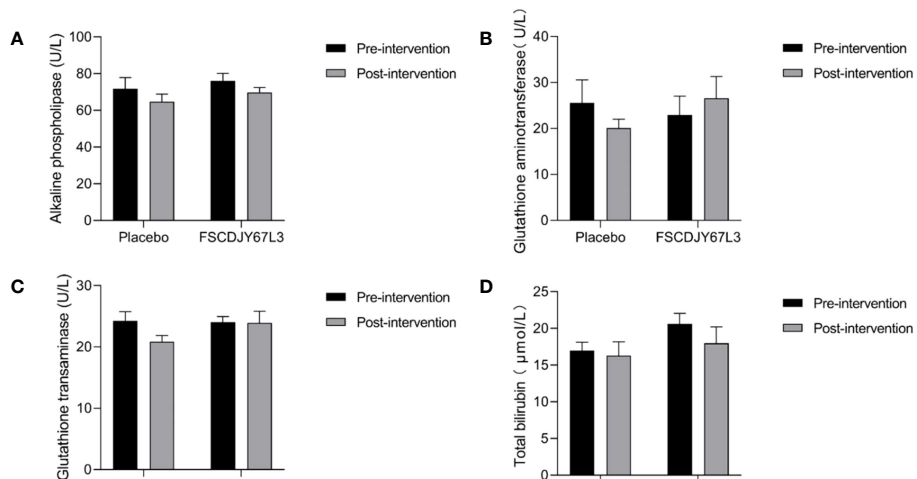 A
Alkaline phospholipase (U/L)
100
80
60
40
20
0
Placebo
FSCDJY67L3
Pre-intervention
Post-intervention
B
Glutathione aminotransferase( U/L)
40
30
20
10
0
Placebo
FSCDJY67L3
Pre-intervention
Post-intervention
C
Glutathione transaminase (U/L)
30
20
10
0
Pre-intervention
Post-intervention
D
Total bilirubin( μmol/L)
25
20
15
10
5
0
Pre-intervention
Post-intervention